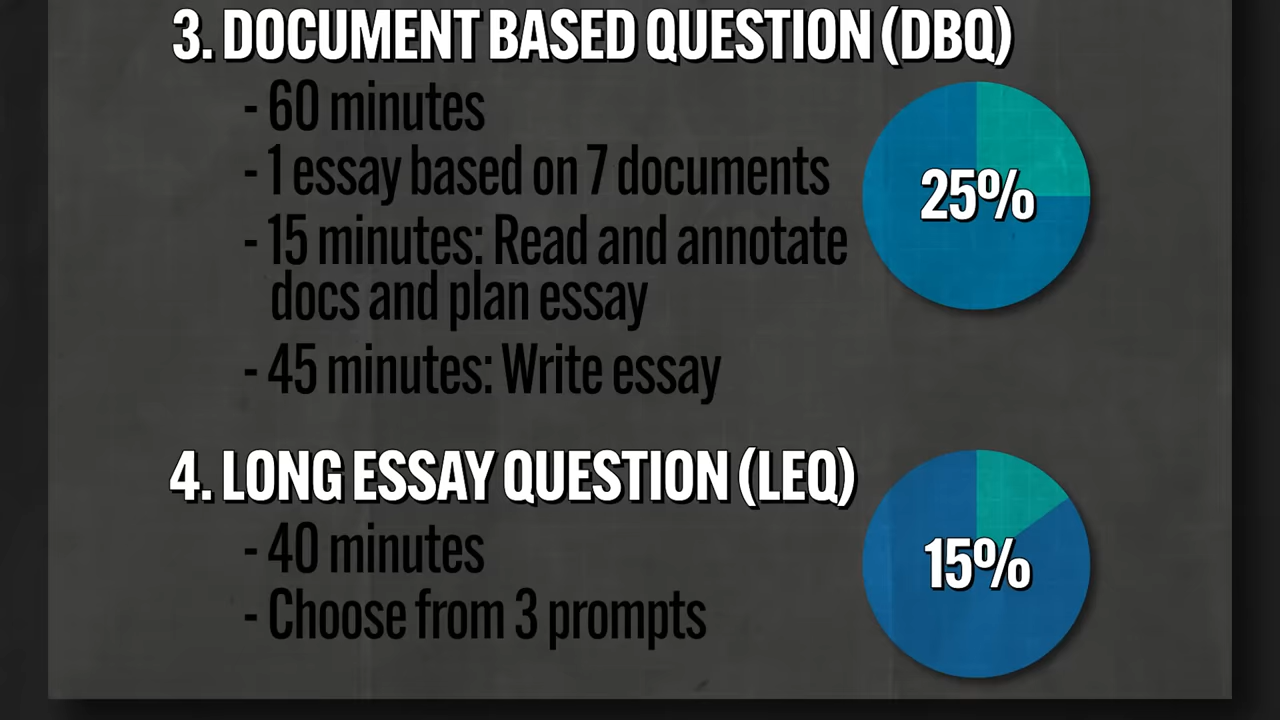 3. DOCUMENT BASED QUESTION (DBQ)
- 60 minutes
- 1 essay based on 7 documents
- 15 minutes: Read and annotate
docs and plan essay
- 45 minutes: Write essay
25%
4. LONG ESSAY QUESTION (LEQ)
- 40 minutes
- Choose from 3 prompts
15%